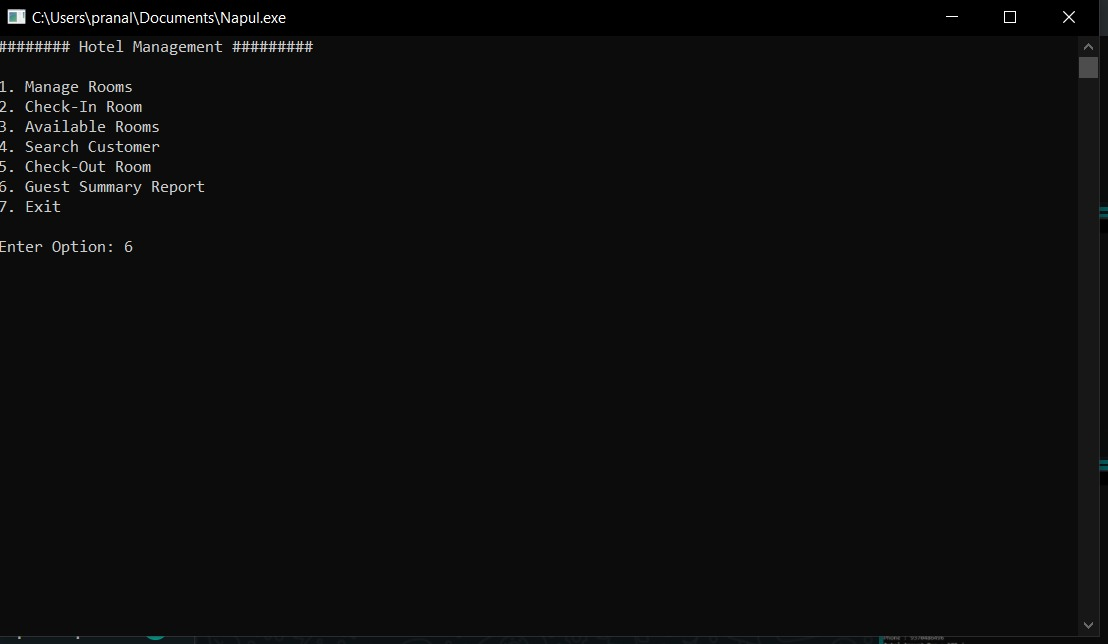 C:\Users\pranal\Documents\Napul.exe
######## Hotel Management #########
1. Manage Rooms
2. Check-In Room
3. Available Rooms
4. Search Customer
5. Check-Out Room
6. Guest Summary Report
7. Exit
Enter Option: 6